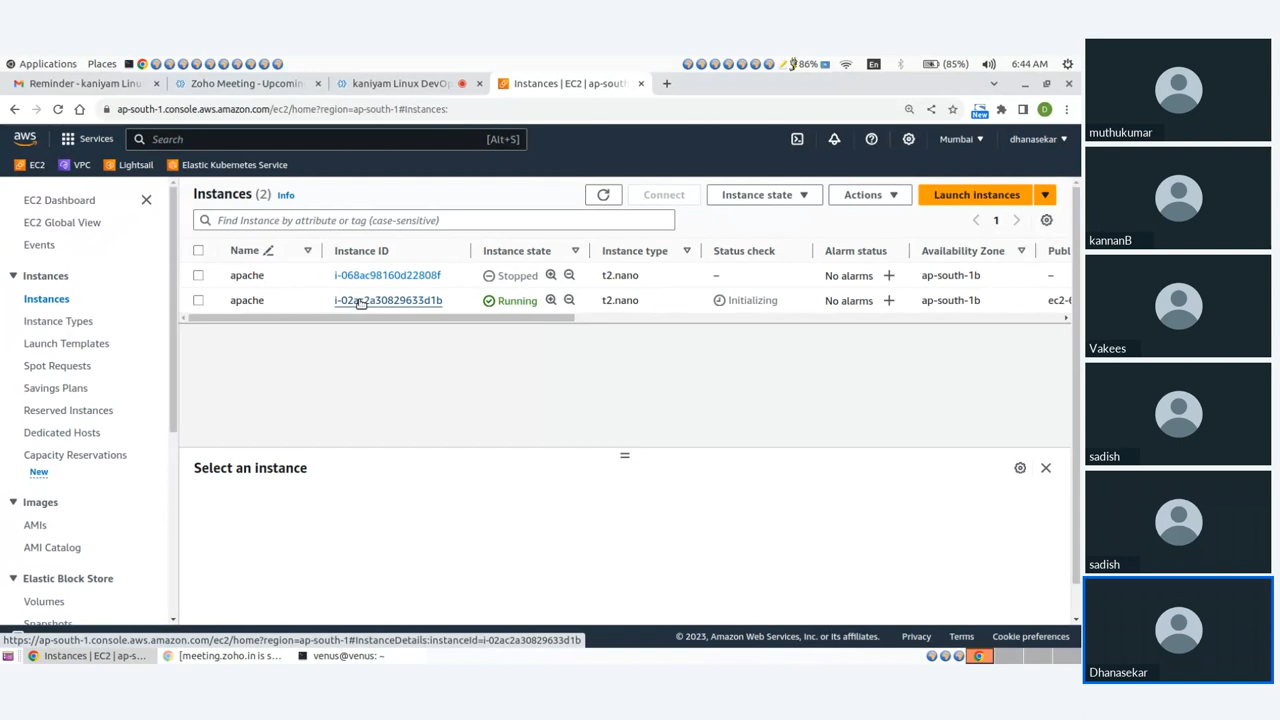 Applications Places 86% En (85%) 6:44 AM
Reminder - kaniyam Linu Zoho Meeting - Upcomin kaniyam Linux DevOp Instances | EC2 | ap-sout
ap-south-1.console.aws.amazon.com/ec2/home?region=ap-south-1#Instances: New D
aws Services Search [Alt+S] Mumbai dhanasekar
EC2 VPC Lightsail Elastic Kubernetes Service
EC2 Dashboard
EC2 Global View
Events
Instances
Instances
Instance Types
Launch Templates
Spot Requests
Savings Plans
Reserved Instances
Dedicated Hosts
Capacity Reservations
New
Images
AMIs
AMI Catalog
Elastic Block Store
Volumes
Snapshots
Instances (2) Info Connect Instance state Actions Launch instances
Find Instance by attribute or tag (case-sensitive) 1
Name Instance ID Instance state Instance type Status check Alarm status Availability Zone Publ
apache i-068ac98160d22808f Stopped t2.nano – No alarms + ap-south-1b –
apache i-02ac2a30829633d1b Running t2.nano Initializing No alarms + ap-south-1b ec2-
Select an instance
https://ap-south-1.console.aws.amazon.com/ec2/home?region=ap-south-1#InstanceDetails:instanceId=i-02ac2a30829633d1b
© 2023, Amazon Web Services, Inc. or its affiliates. Privacy Terms Cookie preferences
Instances | EC2 | ap-s... [meeting.zoho.in is s... venus@venus: ~
muthukumar
kannanB
Vakees
sadish
sadish
Dhanasekar